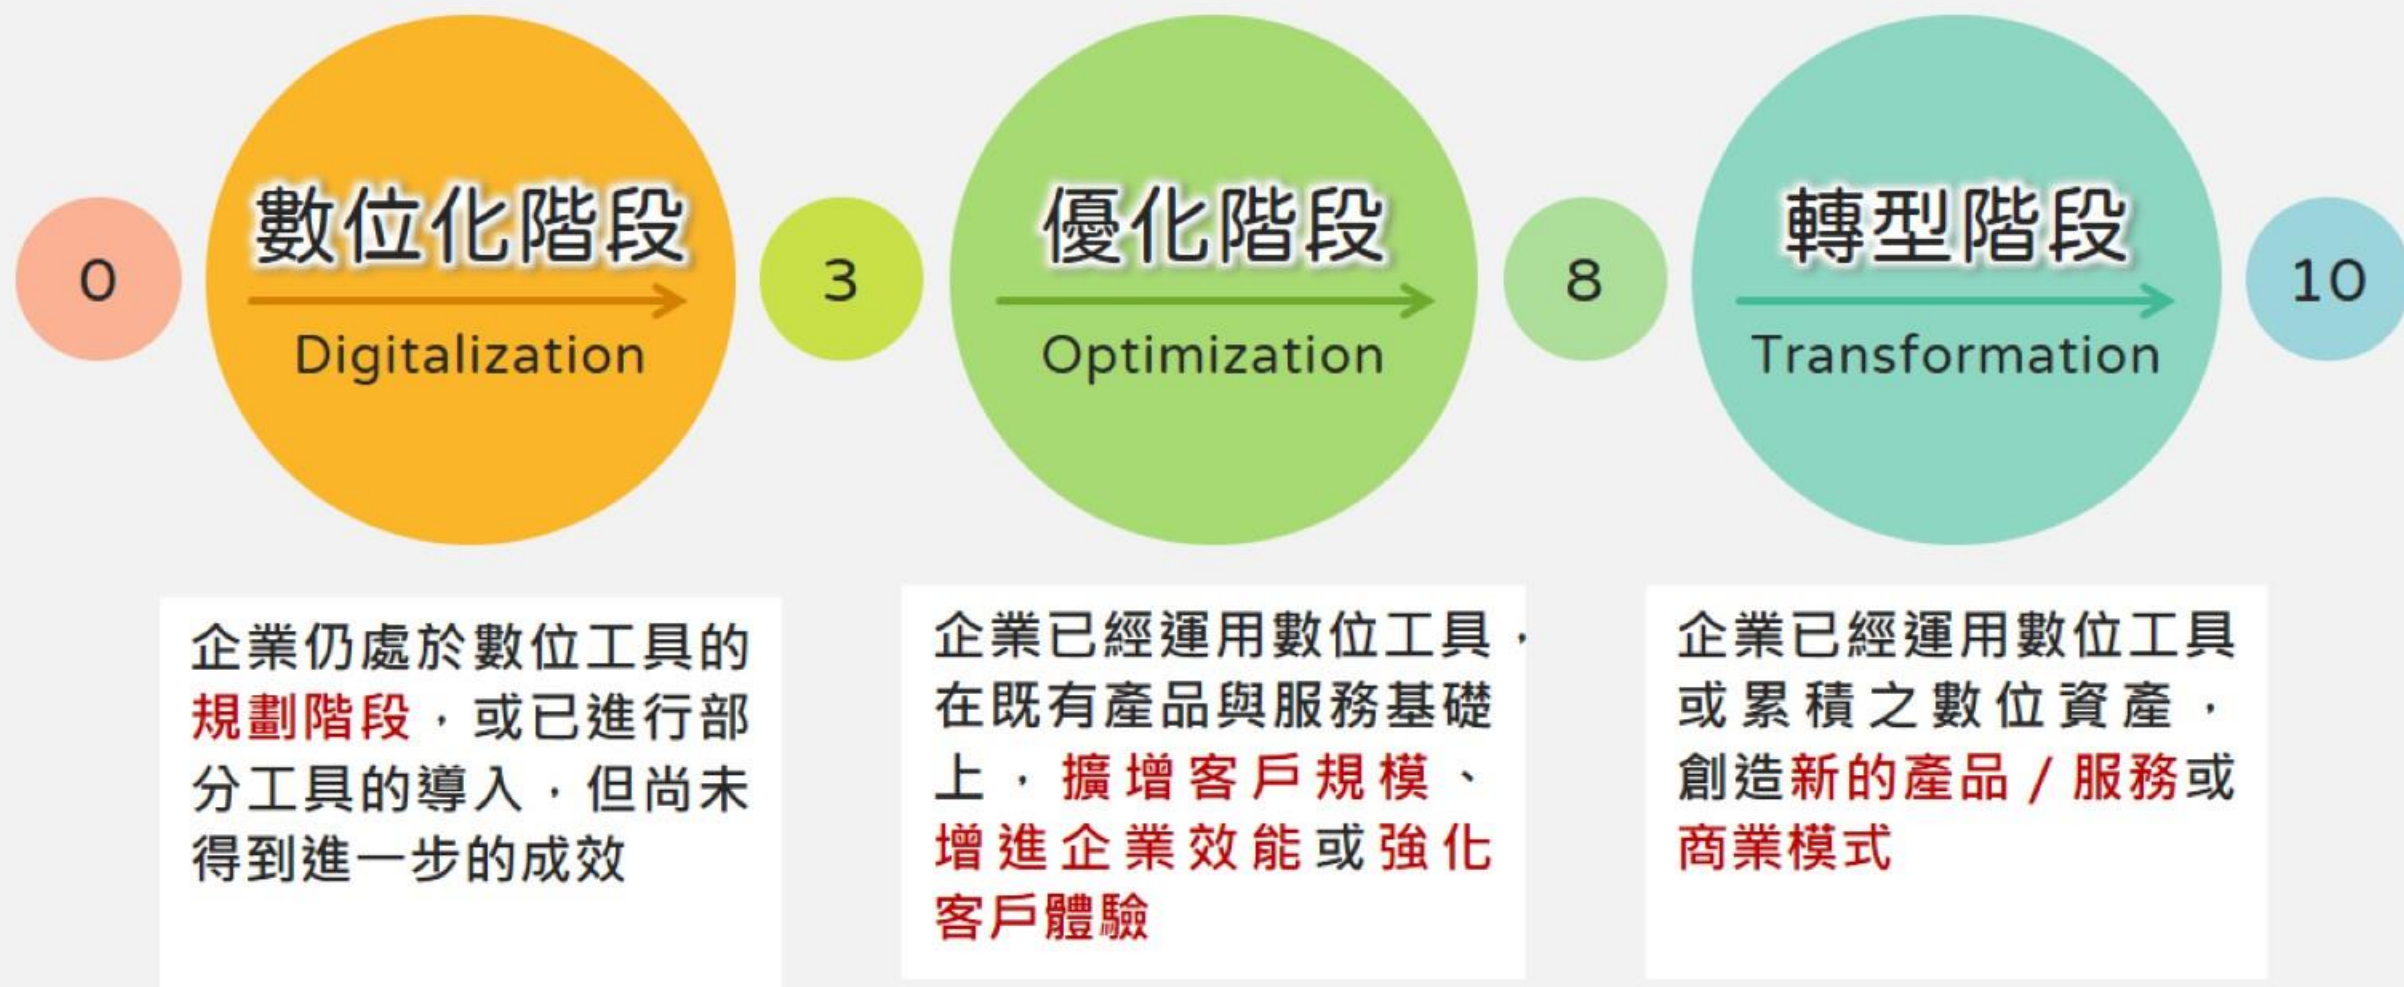 0
數位化階段
Digitalization
3
優化階段
Optimization
8
轉型階段
Transformation
10
企業仍處於數位工具的
規劃階段，或已進行部
分工具的導入，但尚未
得到進一步的成效
企業已經運用數位工具，
在既有產品與服務基礎
上，擴增客戶規模、
增進企業效能或強化
客戶體驗
企業已經運用數位工具
或累積之數位資產，
創造新的產品/服務或
商業模式